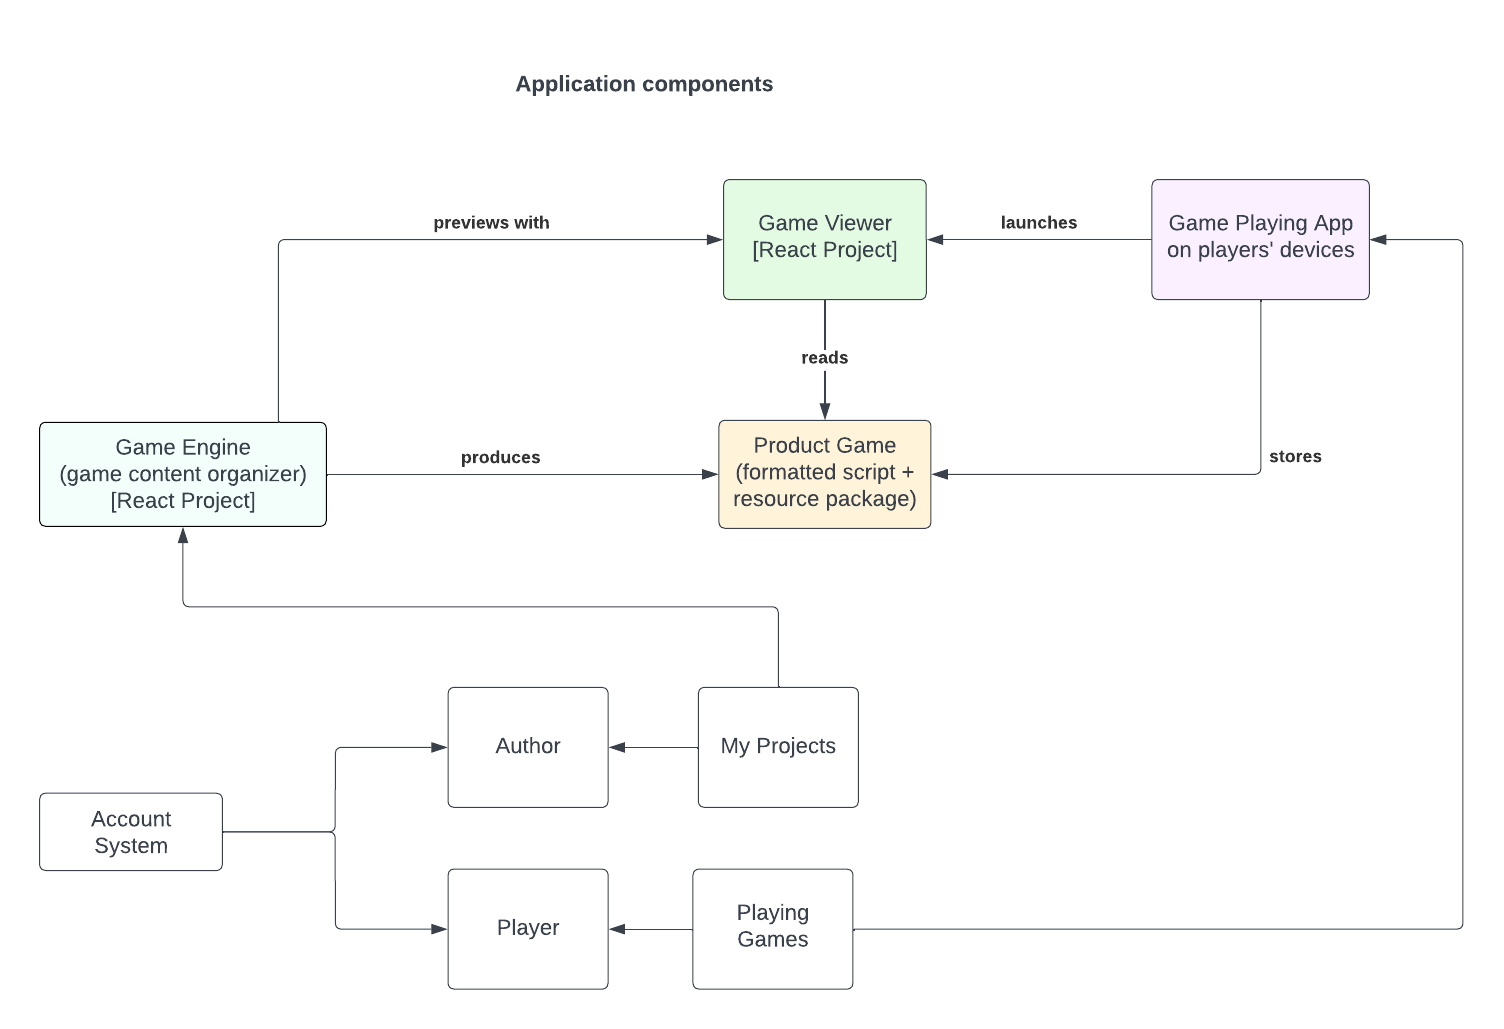 Application components
previews with
Game Viewer
[React Project]
launches
Game Playing App
on players' devices
reads
Game Engine
(game content organizer)
[React Project]
produces
Product Game
(formatted script +
resource package)
stores
Author
My Projects
Account
System
Player
Playing
Games